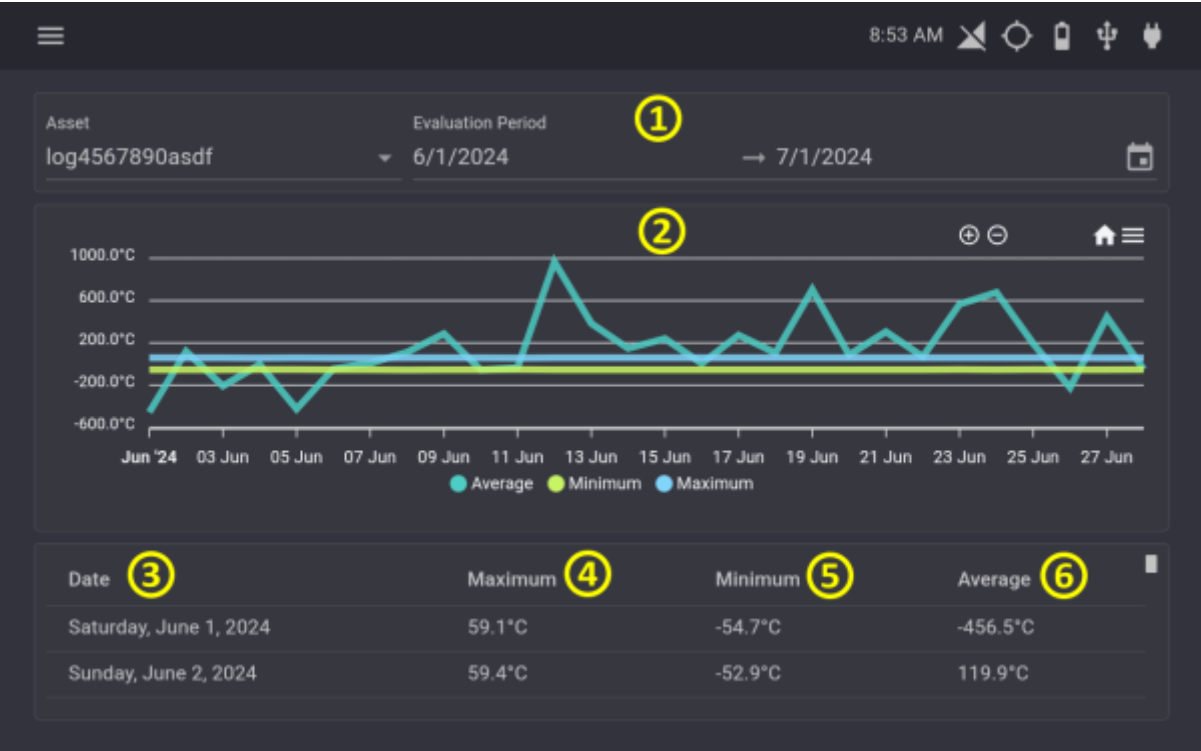 8:53 AM
Asset
Evaluation Period
1
log4567890asdf
6/1/2024 → 7/1/2024
2
1000.0°C
600.0°C
200.0°C
-200.0°C
-600.0°C
Jun '24 03 Jun 05 Jun 07 Jun 09 Jun 11 Jun 13 Jun 15 Jun 17 Jun 19 Jun 21 Jun 23 Jun 25 Jun 27 Jun
Average Minimum Maximum
Date 3 Maximum 4 Minimum 5 Average 6
Saturday, June 1, 2024 59.1°C -54.7°C -456.5°C
Sunday, June 2, 2024 59.4°C -52.9°C 119.9°C